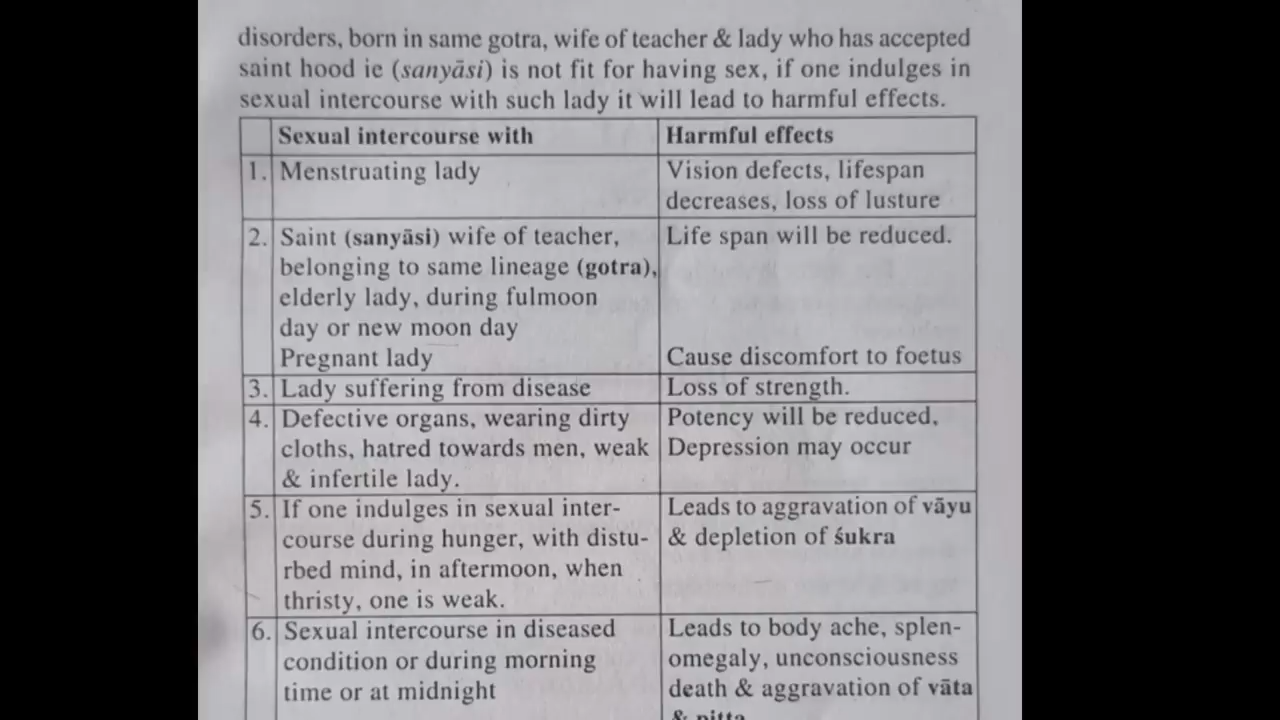 disorders, born in same gotra, wife of teacher & lady who has accepted
saint hood ie (sanyāsi) is not fit for having sex, if one indulges in
sexual intercourse with such lady it will lead to harmful effects.
Sexual intercourse with Harmful effects
1. Menstruating lady Vision defects, lifespan
decreases, loss of lusture
2. Saint (sanyāsi) wife of teacher, Life span will be reduced.
belonging to same lineage (gotra),
elderly lady, during fulmoon
day or new moon day
Pregnant lady Cause discomfort to foetus
3. Lady suffering from disease Loss of strength.
4. Defective organs, wearing dirty Potency will be reduced,
cloths, hatred towards men, weak Depression may occur
& infertile lady.
5. If one indulges in sexual inter- Leads to aggravation of vāyu
course during hunger, with distu- & depletion of śukra
rbed mind, in aftermoon, when
thristy, one is weak.
6. Sexual intercourse in diseased Leads to body ache, splen-
condition or during morning omegaly, unconsciousness
time or at midnight death & aggravation of vāta
& pitta